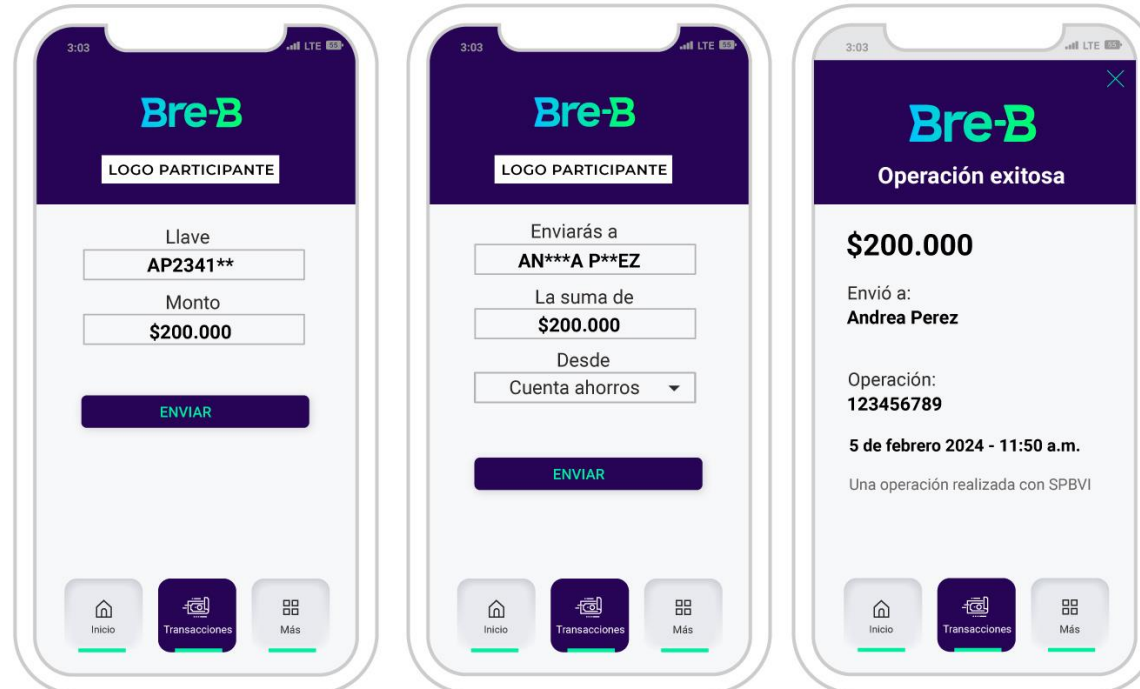 3:03
LTE 55
Bre-B
LOGO PARTICIPANTE
Llave
AP2341**
Monto
$200.000
ENVIAR
Inicio
Transacciones
Más
3:03
LTE 55
Bre-B
LOGO PARTICIPANTE
Enviarás a
AN***A P**EZ
La suma de
$200.000
Desde
Cuenta ahorros
ENVIAR
Inicio
Transacciones
Más
3:03
LTE 55
Bre-B
Operación exitosa
$200.000
Envió a:
Andrea Perez
Operación:
123456789
5 de febrero 2024 - 11:50 a.m.
Una operación realizada con SPBVI
Inicio
Transacciones
Más